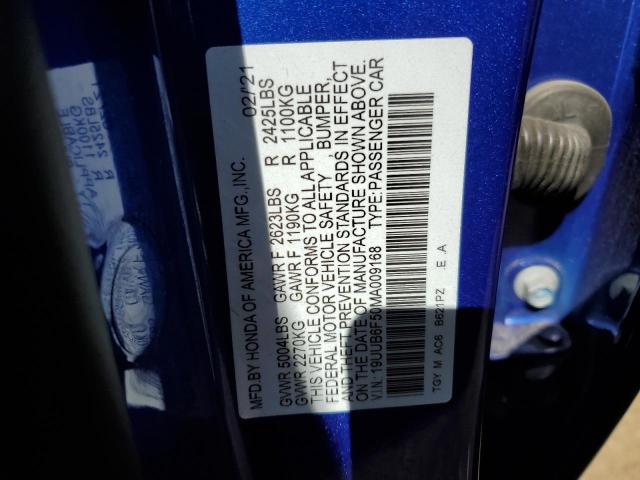 MFD.BY HONDA OF AMERICA MFG.,INC. 02/'21
GVWR 5004LBS GAWR F 2623LBS R 2425LBS
GVWR 2270KG GAWR F 1190KG R 1100KG
THIS VEHICLE CONFORMS TO ALL APPLICABLE
FEDERAL MOTOR VEHICLE SAFETY , BUMPER,
AND THEFT PREVENTION STANDARDS IN EFFECT
ON THE DATE OF MANUFACTURE SHOWN ABOVE.
V.I.N. 19UUB6F50MA009168 TYPE:PASSENGER CAR
TGY M AC6 B621PZ E .A